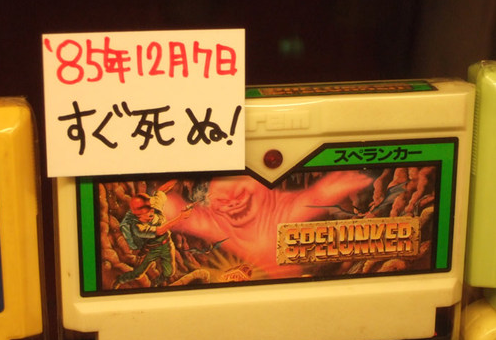 '85年12月7日
すぐ死ぬ!
irem
スペランカー
SPELUNKER